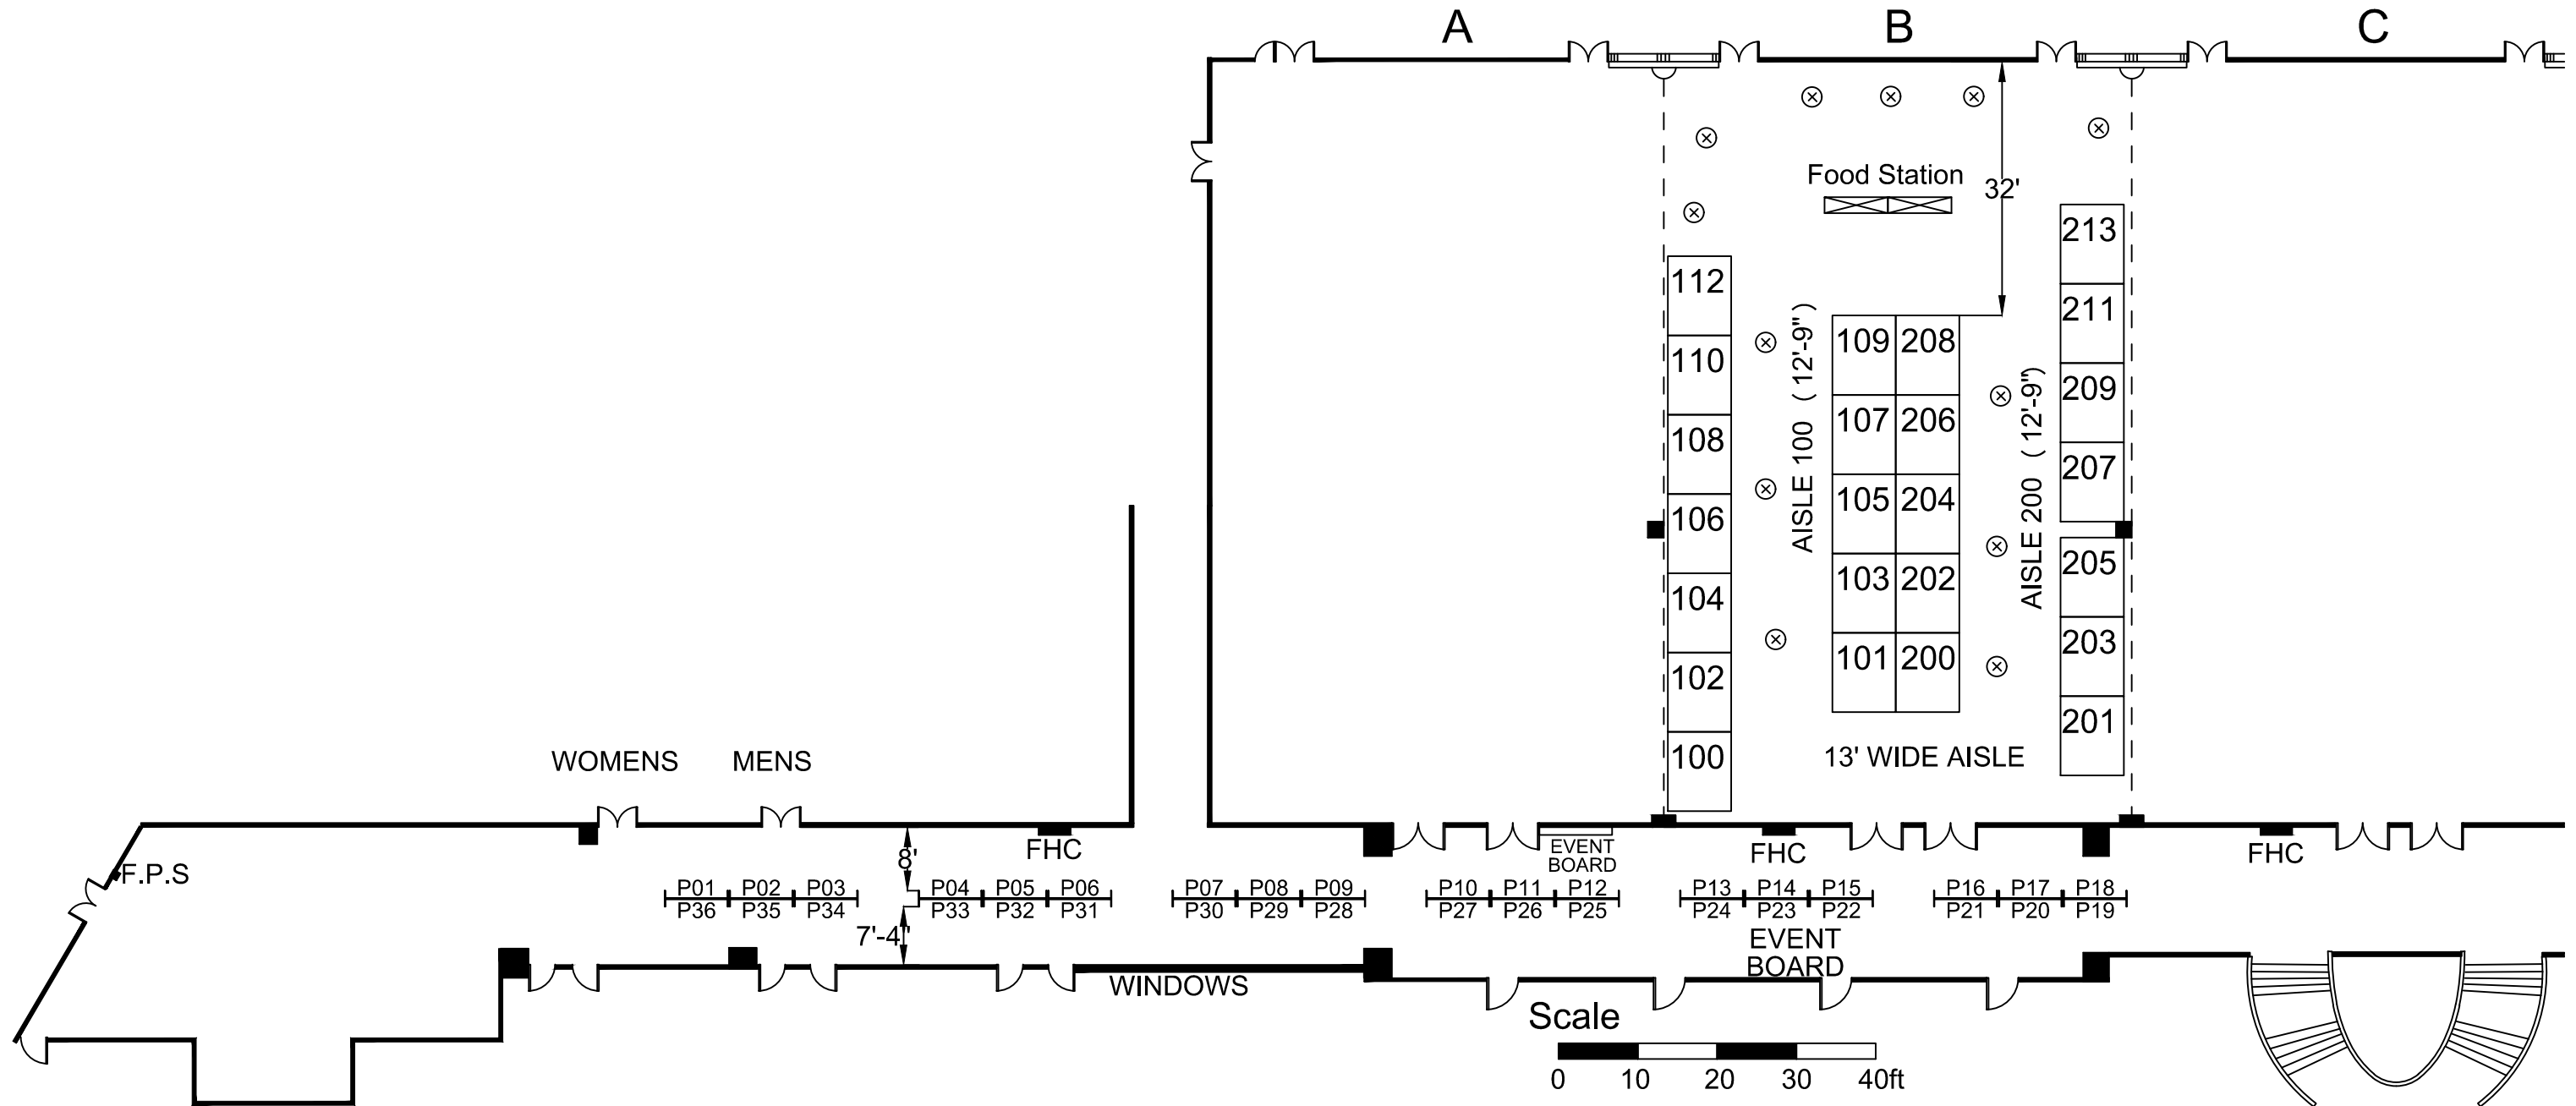 A
B
C
Food Station
32'
213
112
211
110
109
208
209
108
107
206
207
AISLE 100 ( 12'-9" )
AISLE 200 ( 12'-9")
106
105
204
205
104
103
202
203
102
101
200
201
100
13' WIDE AISLE
WOMENS
MENS
F.P.S
8'
FHC
EVENT
BOARD
FHC
FHC
P01 P02 P03
P36 P35 P34
P04 P05 P06
P33 P32 P31
P07 P08 P09
P30 P29 P28
P10 P11 P12
P27 P26 P25
P13 P14 P15
P24 P23 P22
P16 P17 P18
P21 P20 P19
7'-4"
EVENT
BOARD
WINDOWS
Scale
0 10 20 30 40ft